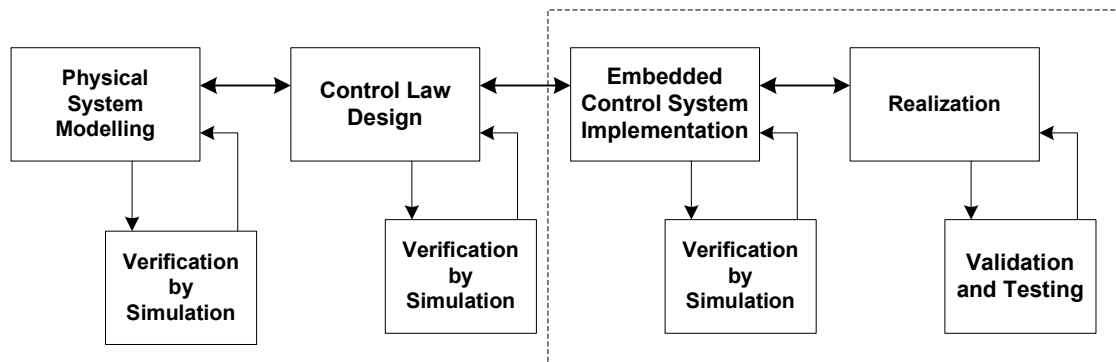 Physical
System
Modelling
Control Law
Design
Embedded
Control System
Implementation
Realization
Verification
by
Simulation
Verification
by
Simulation
Verification
by
Simulation
Validation
and Testing